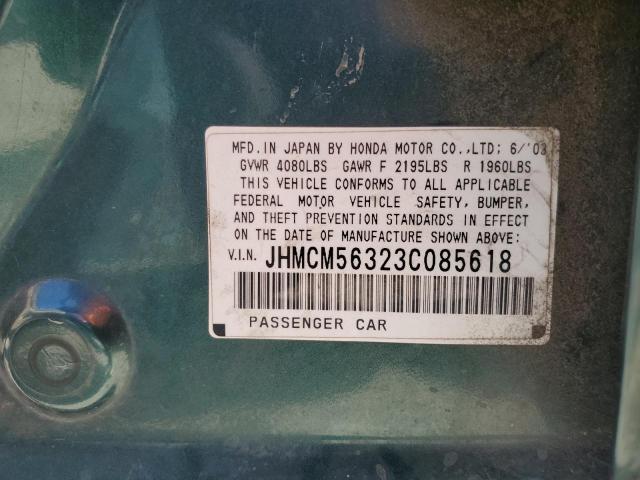 MFD. IN JAPAN BY HONDA MOTOR CO.,LTD; 6/'03
GVWR 4080LBS GAWR F 2195LBS R 1960LBS
THIS VEHICLE CONFORMS TO ALL APPLICABLE
FEDERAL MOTOR VEHICLE SAFETY, BUMPER,
AND THEFT PREVENTION STANDARDS IN EFFECT
ON THE DATE OF MANUFACTURE SHOWN ABOVE:
V.I.N. JHMCM56323C085618
PASSENGER CAR